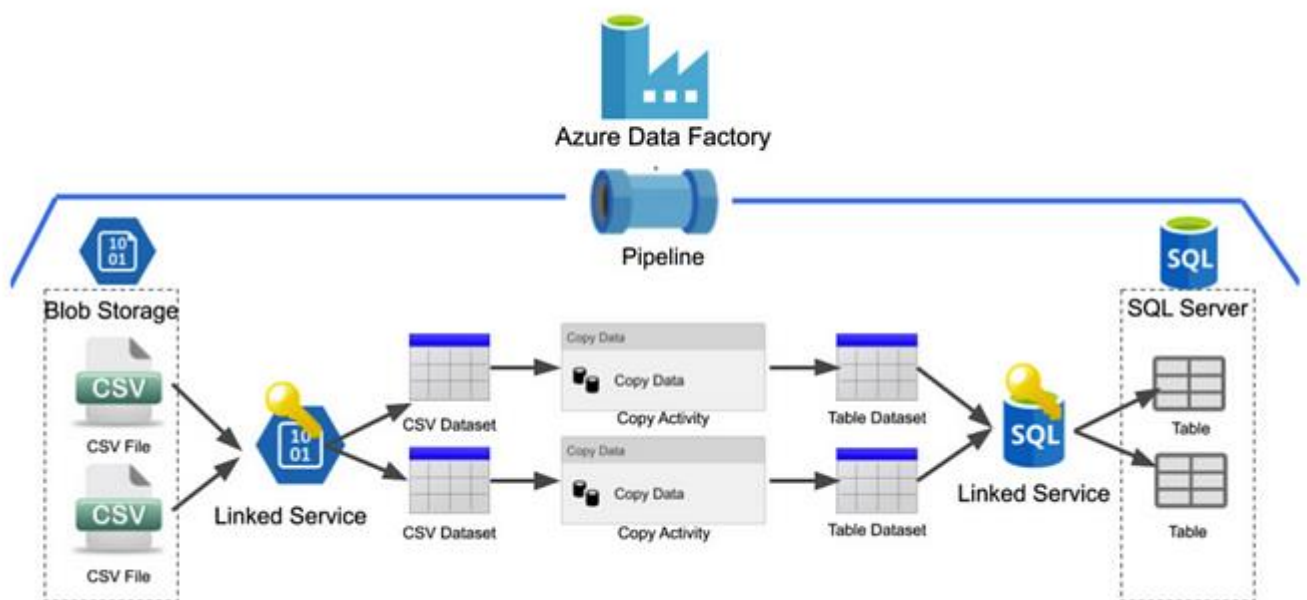 Azure Data Factory
Pipeline
10
01
Blob Storage
SQL
SQL Server
CSV
CSV File
CSV
CSV File
10
01
Linked Service
CSV Dataset
CSV Dataset
Copy Data
Copy Data
Copy Activity
Copy Data
Copy Data
Copy Activity
Table Dataset
Table Dataset
SQL
Linked Service
Table
Table